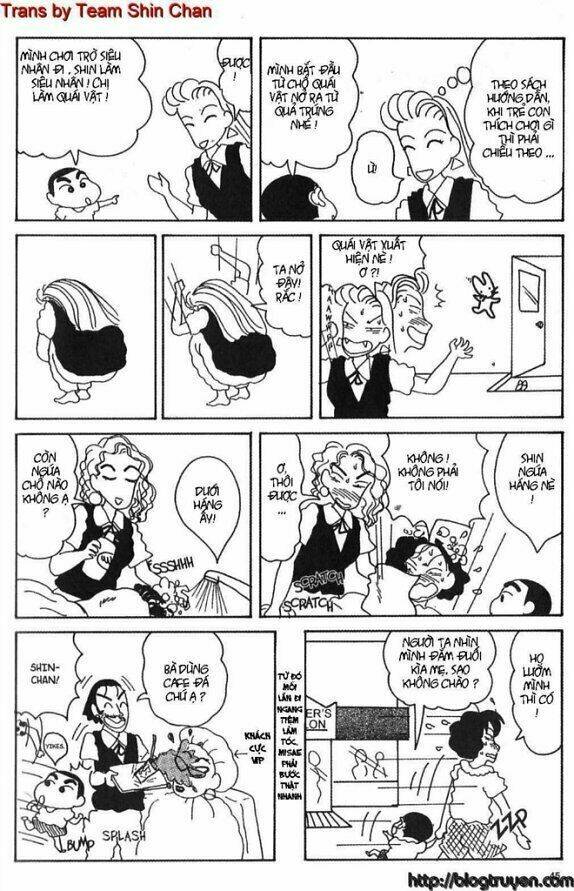 Trans by Team Shin Chan
MÌNH CHƠI TRỞ SIÊU
NHÂN ĐI, SHIN LÀM
SIÊU NHÂN! CHỊ
LÀM QUÁI VẬT!
ĐƯỢC
!
MÌNH BẮT ĐẦU
TỪ CHỖ QUÁI
VẬT NỞ RA TỪ
QUẢ TRỨNG
NHÉ!
ỪI!
THEO SÁCH
HƯỚNG DẪN,
KHI TRẺ CON
THÍCH CHƠI GÌ
THÌ PHẢI
CHIỀU THEO ...
TA NỞ
ĐÂY!
RẮC!
QUÁI VẬT XUẤT
HIỆN NÈ!
Ơ ?!
CÒN
NGỨA
CHỖ NÀO
KHÔNG Ạ
?
DƯỚI
HÁNG
ẤY!
SSSHHH
Ơ,
THÔI
ĐƯỢC
...
KHÔNG!
KHÔNG PHẢI
TÔI NÓI!
SHIN
NGỨA
HÁNG NÈ
!
SCRATCH
SCRATCH
SHIN-
CHAN!
YIKES.
BÀ DÙNG
CAFE ĐÁ
CHỨ Ạ ?
KHÁCH
CỰC
VIP
BUMP
SPLASH
TỪ ĐÓ
MỖI
LẦN ĐI
NGANG
TIỆM LÀM
TÓC,
MISAE
PHẢI
BƯỚC
THẬT
NHANH
NGƯỜI TA NHÌN
MÌNH ĐẮM ĐUỐI
KÌA MẸ, SAO
KHÔNG CHÀO ?
HỌ
LƯỜM
MÌNH
THÌ CÓ
!
ER'S
ON
45
http://blogtruyen.com